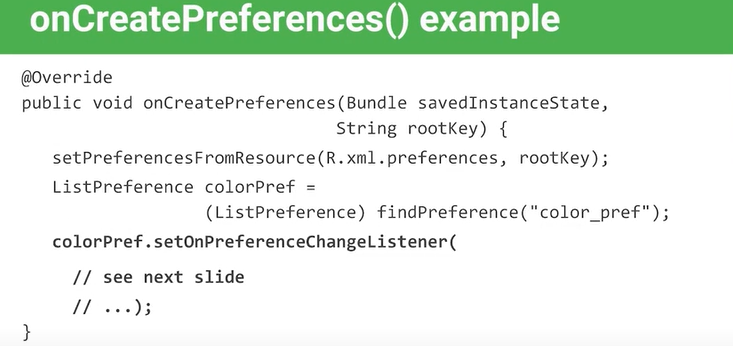 onCreatePreferences() example
@Override
public void onCreatePreferences(Bundle savedInstanceState,
String rootKey) {
setPreferencesFromResource(R.xml.preferences, rootKey);
ListPreference colorPref =
(ListPreference) findPreference("color_pref");
colorPref.setOnPreferenceChangeListener(
// see next slide
// ...);
}